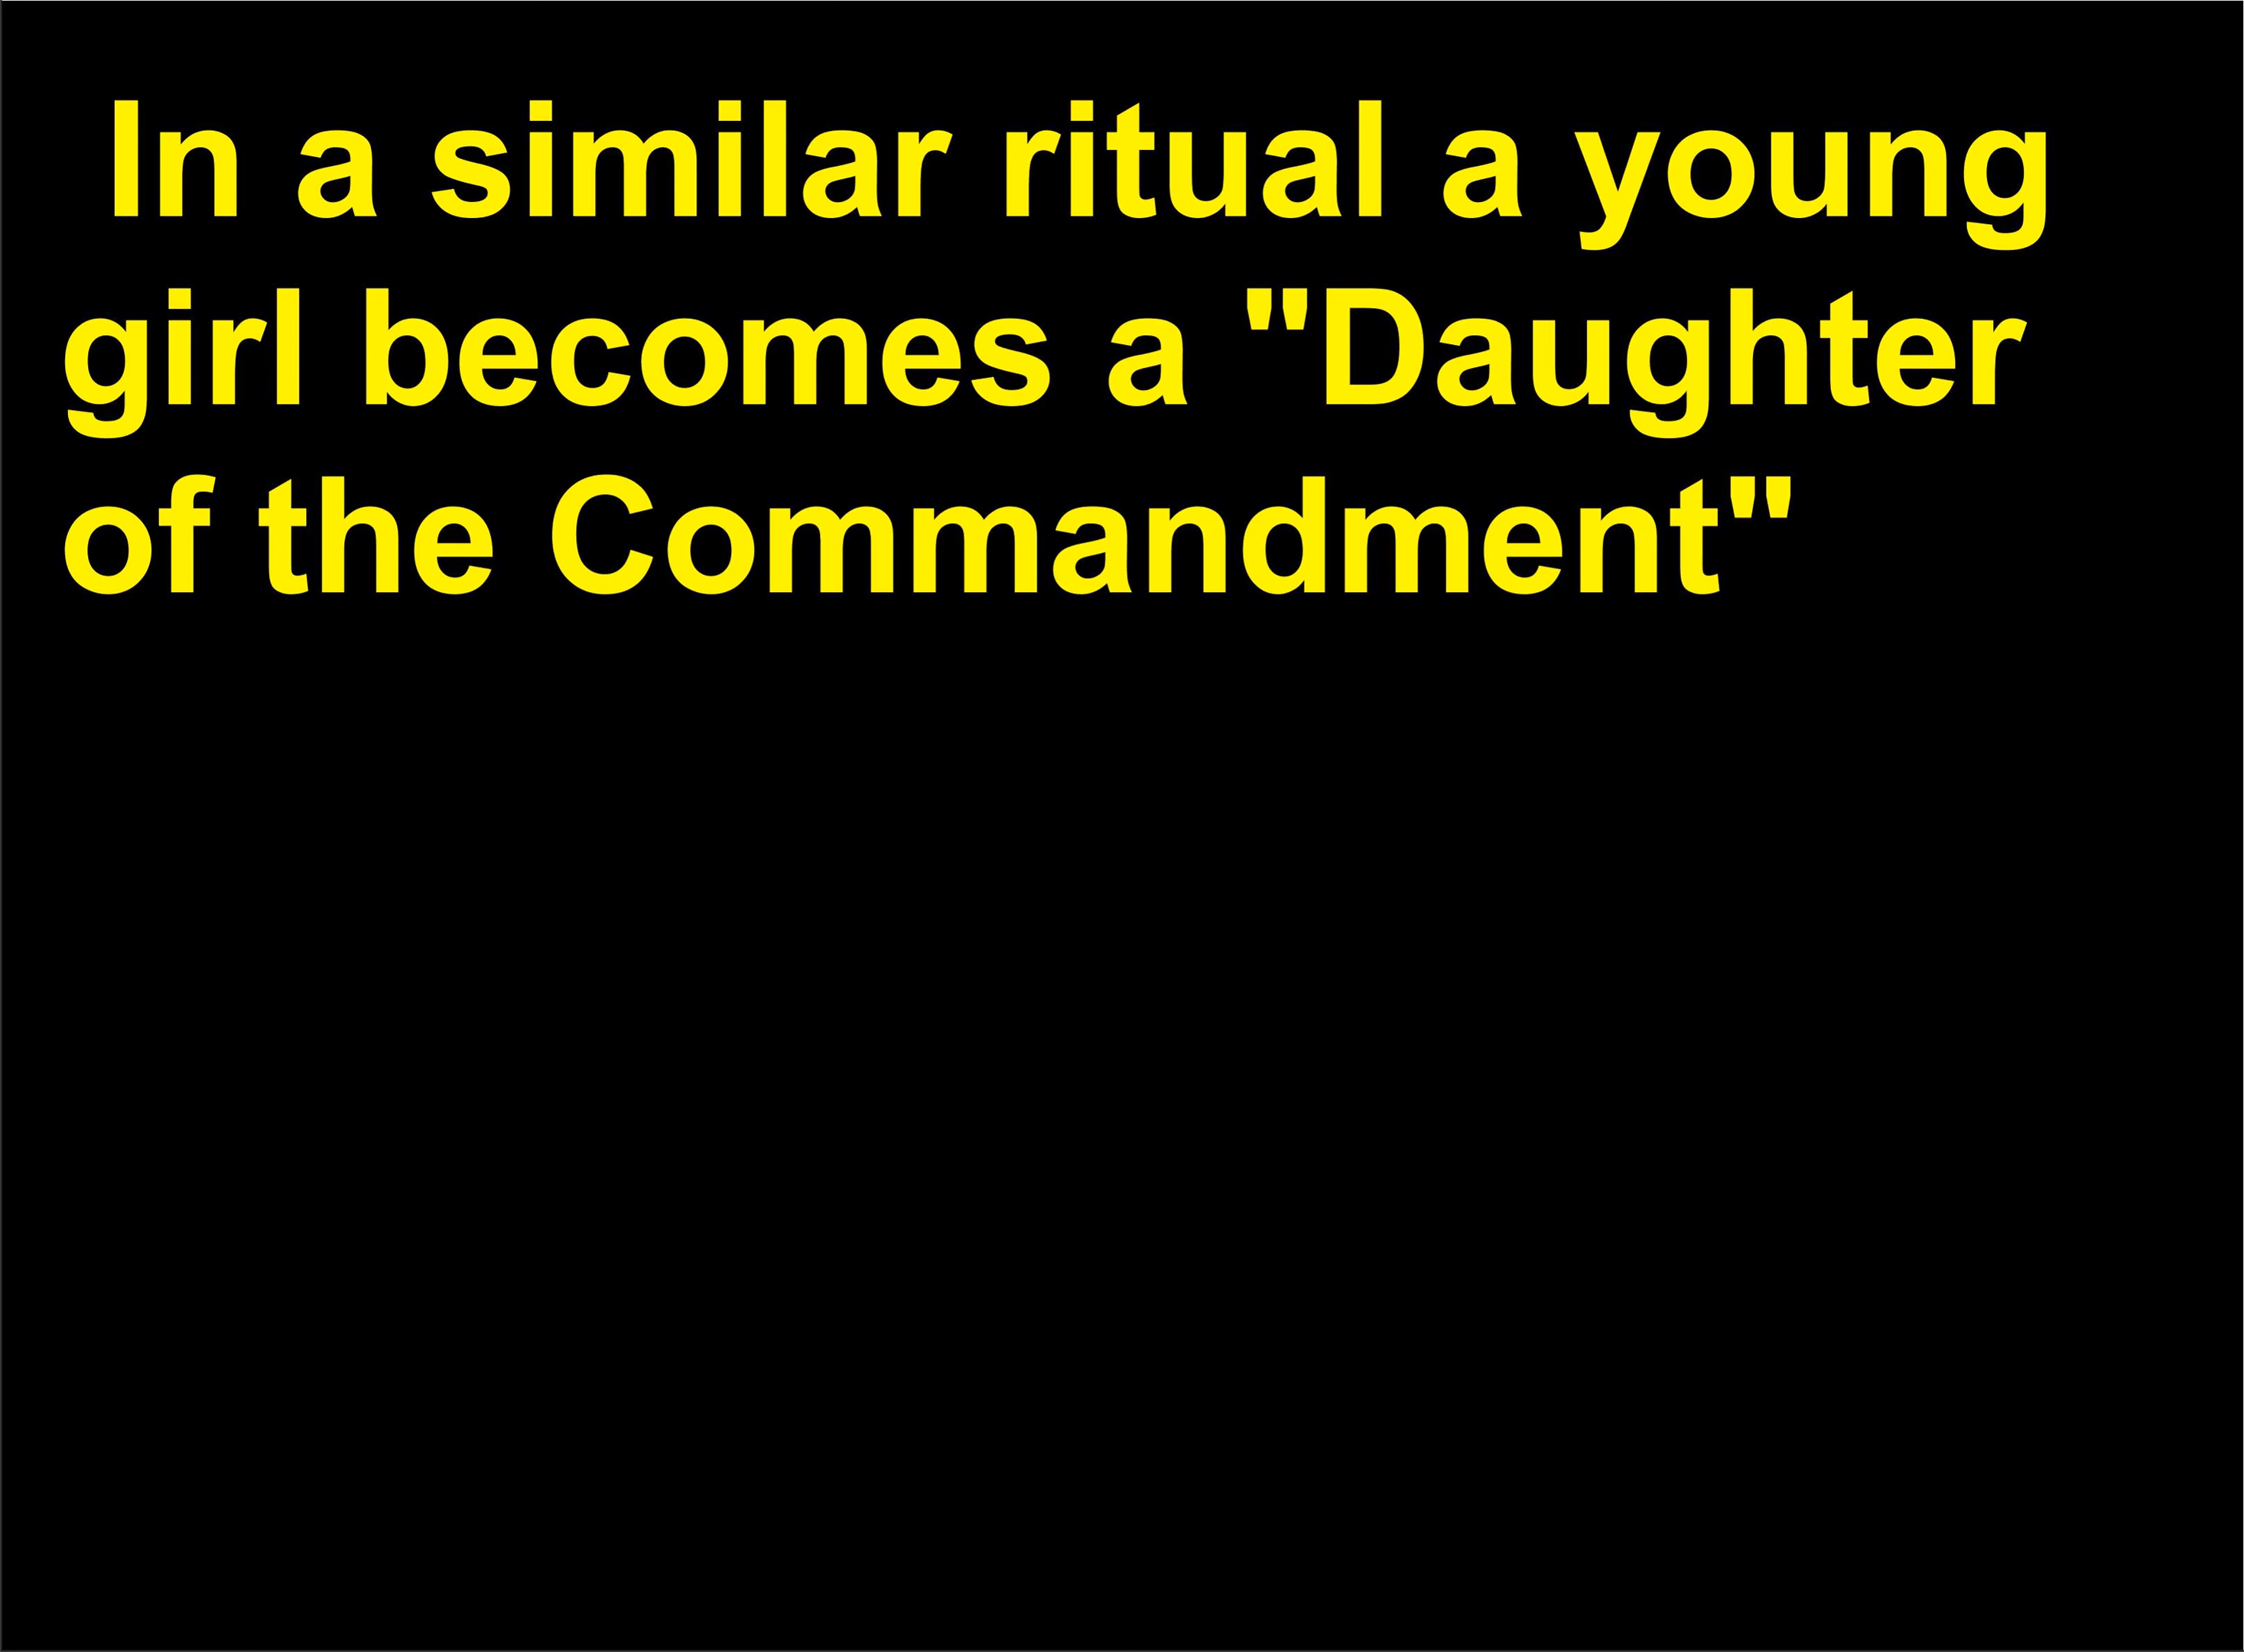 In a similar ritual a young
girl becomes a "Daughter
of the Commandment"